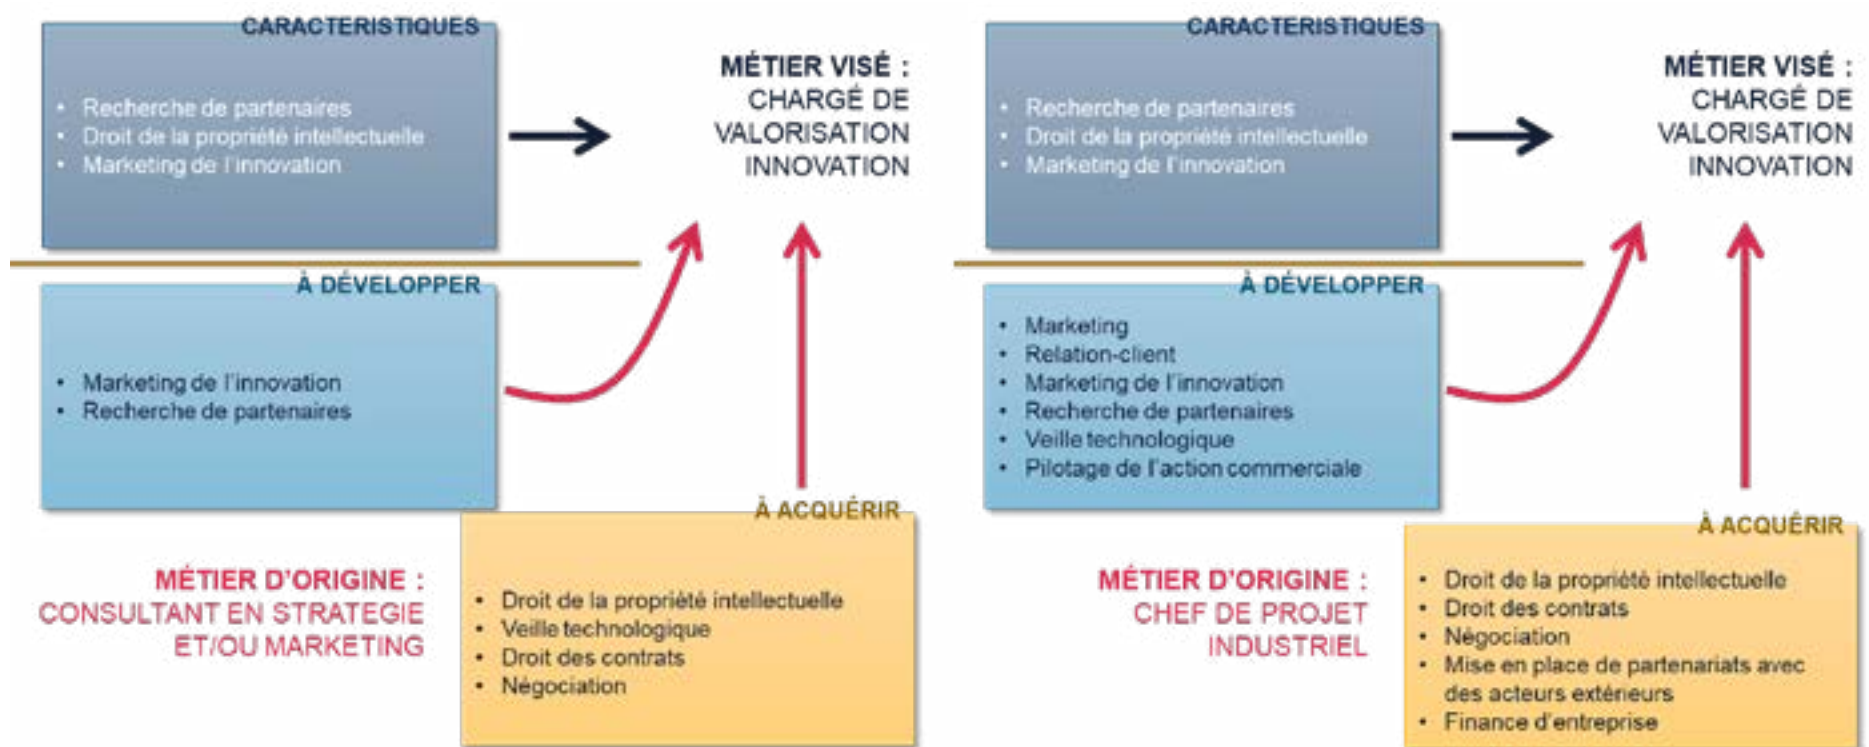 CARACTERISTIQUES
• Recherche de partenaires
• Droit de la propriété intellectuelle
• Marketing de l'innovation
MÉTIER VISÉ :
CHARGÉ DE
VALORISATION
INNOVATION
À DÉVELOPPER
• Marketing de l'innovation
• Recherche de partenaires
À ACQUÉRIR
• Droit de la propriété intellectuelle
• Veille technologique
• Droit des contrats
• Négociation
MÉTIER D'ORIGINE :
CONSULTANT EN STRATEGIE
ET/OU MARKETING
CARACTERISTIQUES
• Recherche de partenaires
• Droit de la propriété intellectuelle
• Marketing de l'innovation
MÉTIER VISÉ :
CHARGÉ DE
VALORISATION
INNOVATION
À DÉVELOPPER
• Marketing
• Relation-client
• Marketing de l'innovation
• Recherche de partenaires
• Veille technologique
• Pilotage de l'action commerciale
À ACQUÉRIR
• Droit de la propriété intellectuelle
• Droit des contrats
• Négociation
• Mise en place de partenariats avec
des acteurs extérieurs
• Finance d'entreprise
MÉTIER D'ORIGINE :
CHEF DE PROJET
INDUSTRIEL